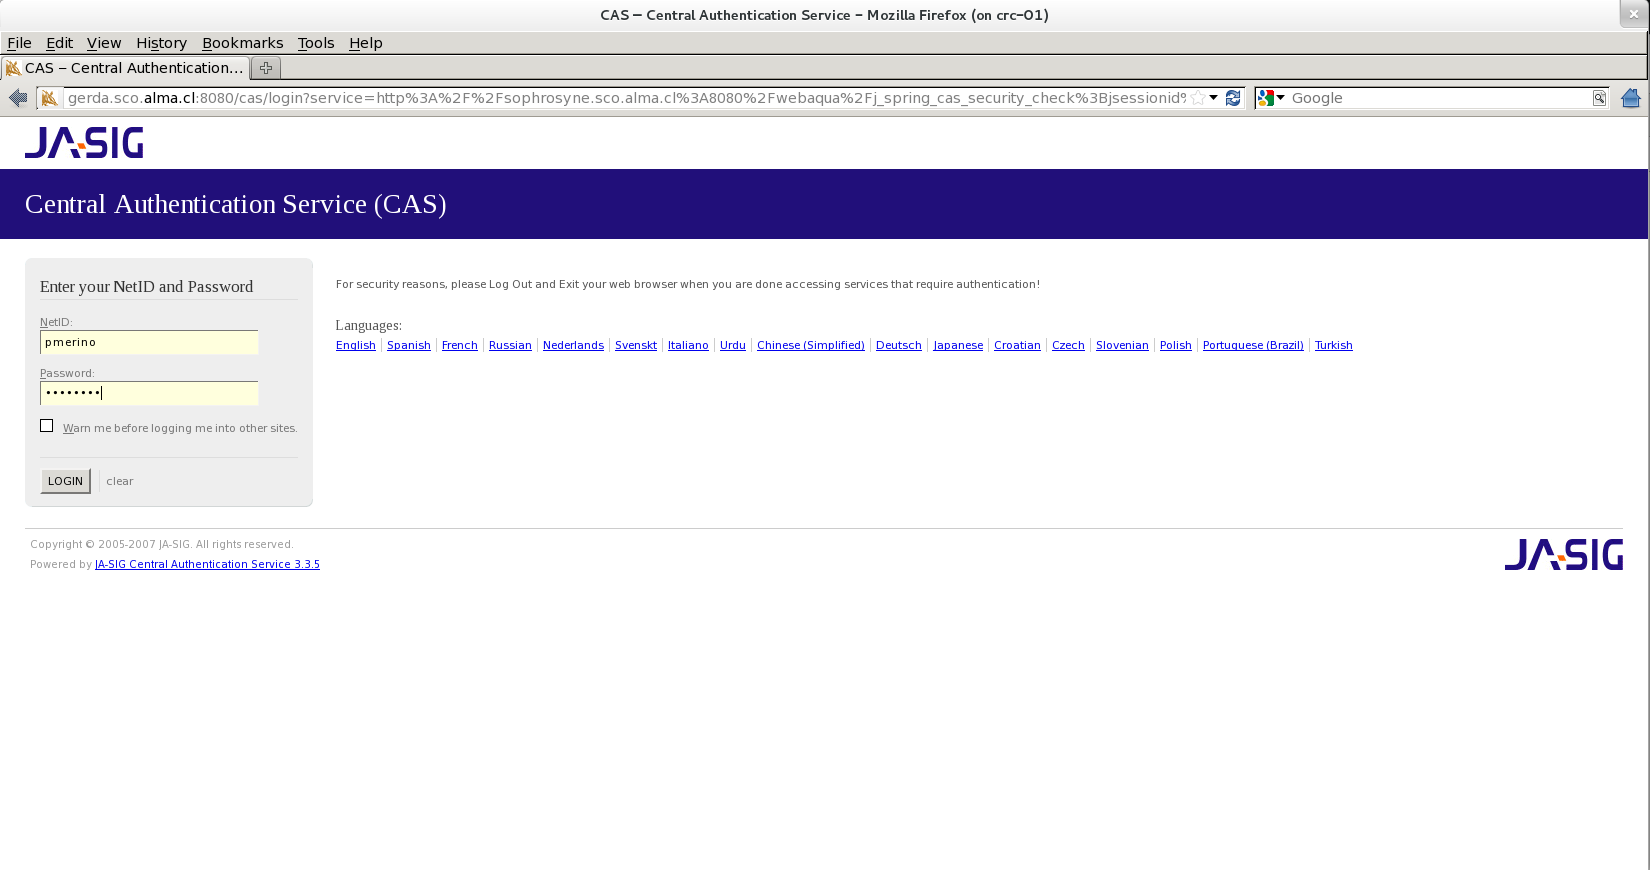 CAS — Central Authentication Service - Mozilla Firefox (on crc-01)
File Edit View History Bookmarks Tools Help
CAS — Central Authentication...
gerda.sco.alma.cl:8080/cas/login?service=http%3A%2F%2Fsophrosyne.sco.alma.cl%3A8080%2Fwebaqua%2Fj_spring_cas_security_check%3Bjsessionid% Google
JA-SIG
Central Authentication Service (CAS)
Enter your NetID and Password
NetID:
pmerino
Password:
••••••••
Warn me before logging me into other sites.
LOGIN clear
For security reasons, please Log Out and Exit your web browser when you are done accessing services that require authentication!
Languages:
English Spanish French Russian Nederlands Svenskt Italiano Urdu Chinese (Simplified) Deutsch Japanese Croatian Czech Slovenian Polish Portuguese (Brazil) Turkish
Copyright © 2005-2007 JA-SIG. All rights reserved.
Powered by JA-SIG Central Authentication Service 3.3.5
JA-SIG